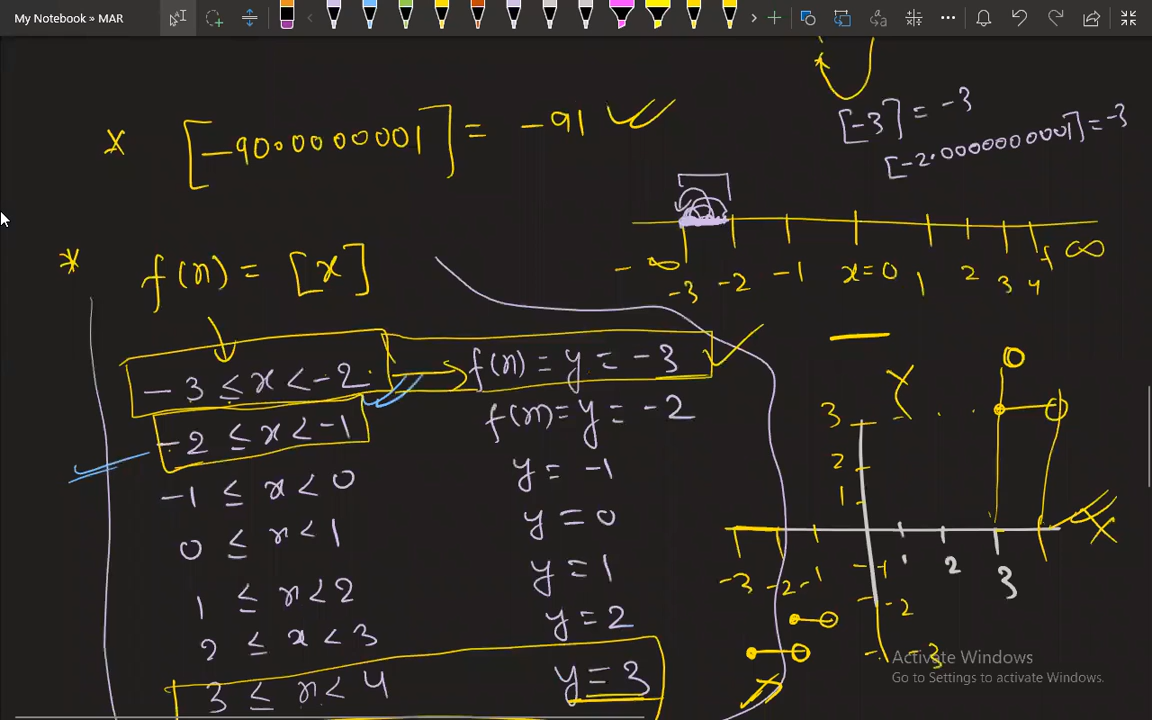 My Notebook » MAR
[-3] = -3
* [-90.000000001] = -91
[-2.0000000001] = -3
-∞ -3 -2 -1 x=0 1 2 3 4 ∞
* f(n) = [x]
-3 ≤ x < -2 → f(n) = y = -3
-2 ≤ x < -1 f(n) = y = -2
-1 ≤ x < 0 y = -1
0 ≤ n < 1 y = 0
1 ≤ n < 2 y = 1
2 ≤ x < 3 y = 2
3 ≤ n < 4 y = 3
Y
3
2
1
X
-3 -2 -1 1 2 3
-1
-2
-3
Activate Windows
Go to Settings to activate Windows.